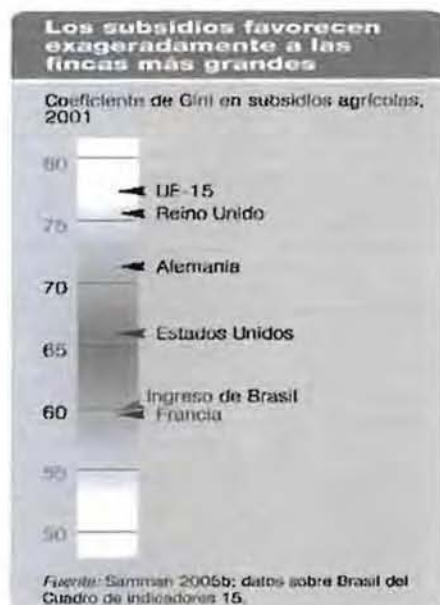 Los subsidios favorecen
exageradamente a las
fincas más grandes
Coeficiente de Gini en subsidios agrícolas,
2001
80
UE-15
Reino Unido
75
Alemania
70
Estados Unidos
65
Ingreso de Brasil
60
Francia
55
50
Fuente: Samman 2005b; datos sobre Brasil del
Cuadro de indicadores 15.